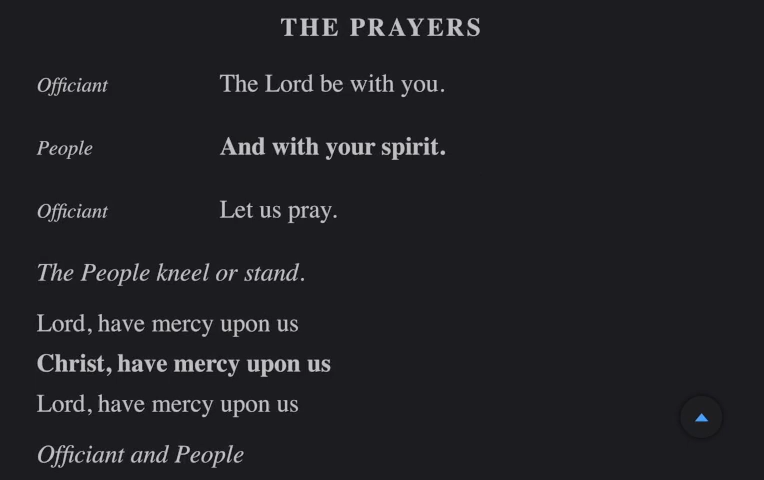 THE PRAYERS
Officiant The Lord be with you.
People And with your spirit.
Officiant Let us pray.
The People kneel or stand.
Lord, have mercy upon us
Christ, have mercy upon us
Lord, have mercy upon us
Officiant and People